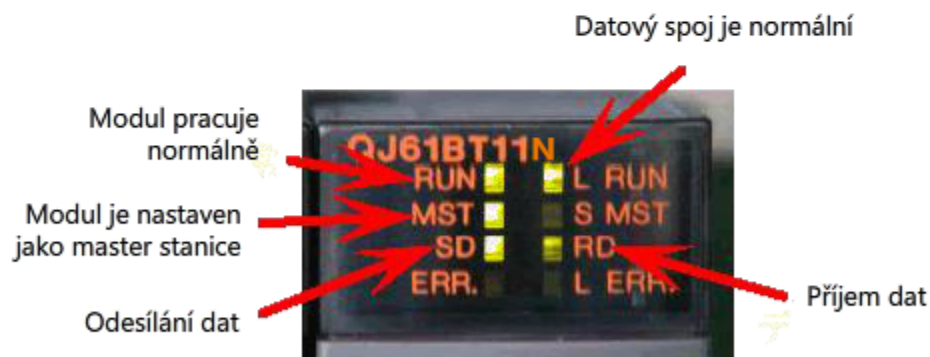 Datový spoj je normální
Modul pracuje
normálně
Modul je nastaven
jako master stanice
Odesílání dat
QJ61BT11N
RUN L RUN
MST S MST
SD RD
ERR. L ERR.
Příjem dat